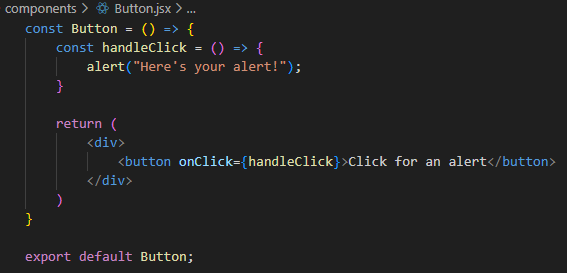 components > Button.jsx > ...
const Button = () => {
    const handleClick = () => {
        alert("Here's your alert!");
    }

    return (
        <div>
            <button onClick={handleClick}>Click for an alert</button>
        </div>
    )
}

export default Button;